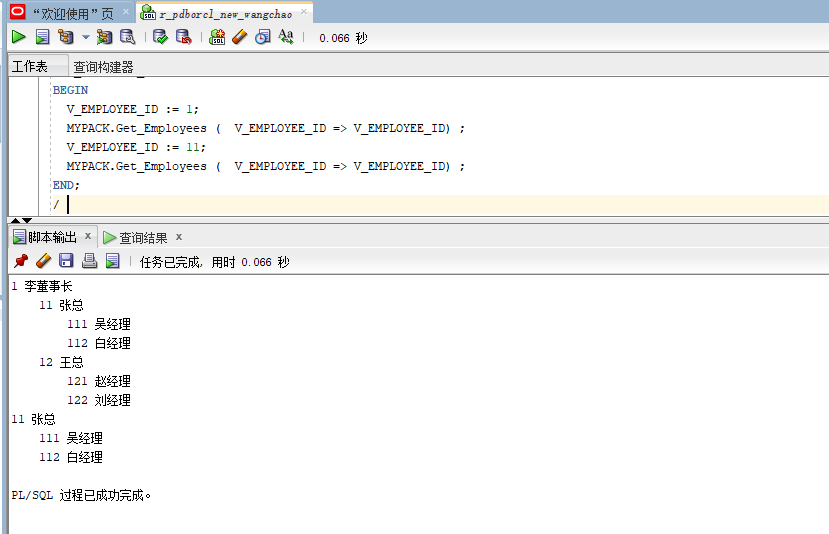 “欢迎使用”页 r_pdborcl_new_wangchao
0.066 秒
工作表 查询构建器
BEGIN
V_EMPLOYEE_ID := 1;
MYPACK.Get_Employees (  V_EMPLOYEE_ID => V_EMPLOYEE_ID) ;
V_EMPLOYEE_ID := 11;
MYPACK.Get_Employees (  V_EMPLOYEE_ID => V_EMPLOYEE_ID) ;
END;
/
脚本输出 x 查询结果 x
任务已完成, 用时 0.066 秒
1 李董事长
11 张总
111 吴经理
112 白经理
12 王总
121 赵经理
122 刘经理
11 张总
111 吴经理
112 白经理
PL/SQL 过程已成功完成。